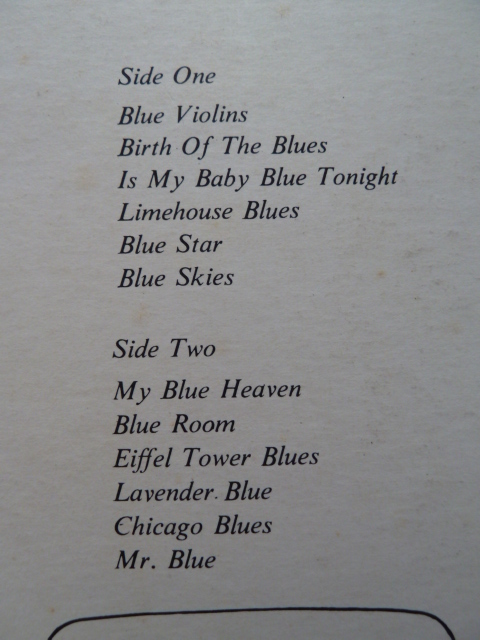 Side One
Blue Violins
Birth Of The Blues
Is My Baby Blue Tonight
Limehouse Blues
Blue Star
Blue Skies
Side Two
My Blue Heaven
Blue Room
Eiffel Tower Blues
Lavender Blue
Chicago Blues
Mr. Blue